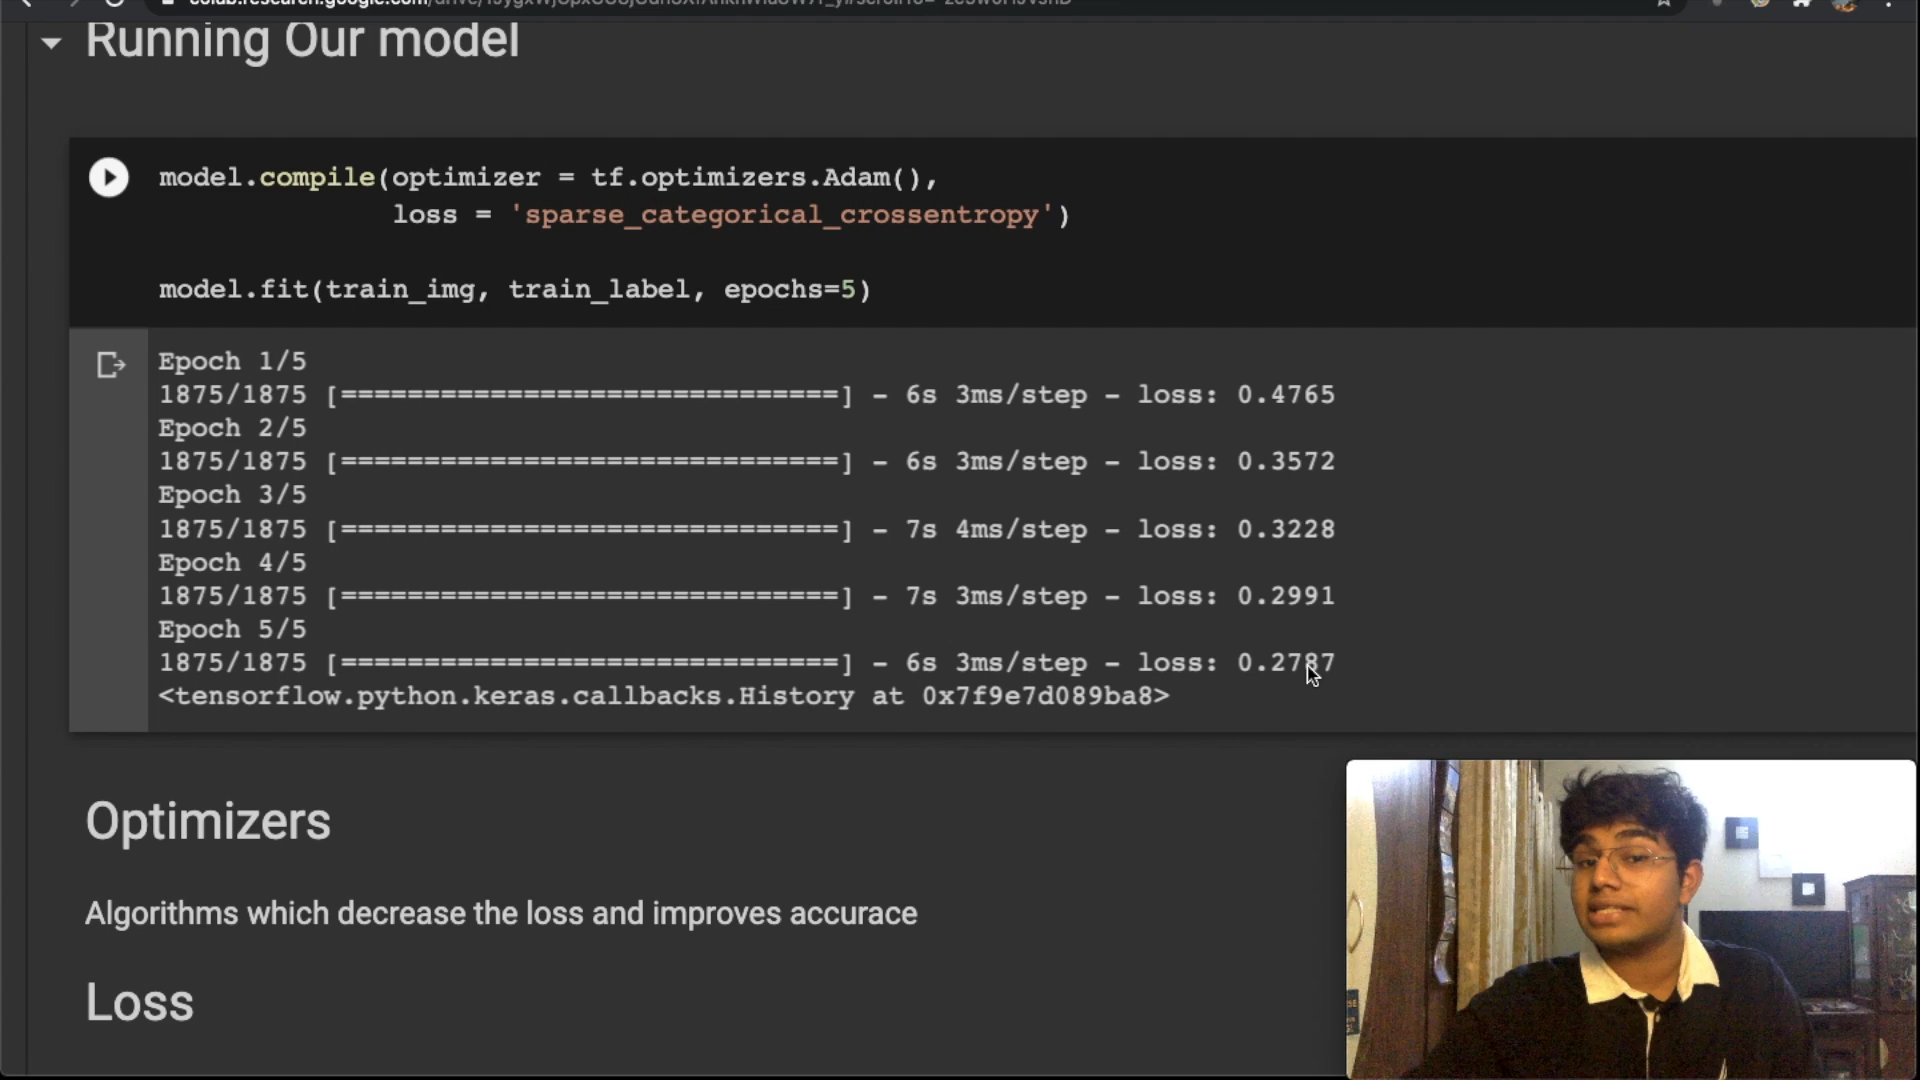 Running Our model
model.compile(optimizer = tf.optimizers.Adam(),
loss = 'sparse_categorical_crossentropy')
model.fit(train_img, train_label, epochs=5)
Epoch 1/5
1875/1875 [==============================] - 6s 3ms/step - loss: 0.4765
Epoch 2/5
1875/1875 [==============================] - 6s 3ms/step - loss: 0.3572
Epoch 3/5
1875/1875 [==============================] - 7s 4ms/step - loss: 0.3228
Epoch 4/5
1875/1875 [==============================] - 7s 3ms/step - loss: 0.2991
Epoch 5/5
1875/1875 [==============================] - 6s 3ms/step - loss: 0.2787
<tensorflow.python.keras.callbacks.History at 0x7f9e7d089ba8>
Optimizers
Algorithms which decrease the loss and improves accurace
Loss